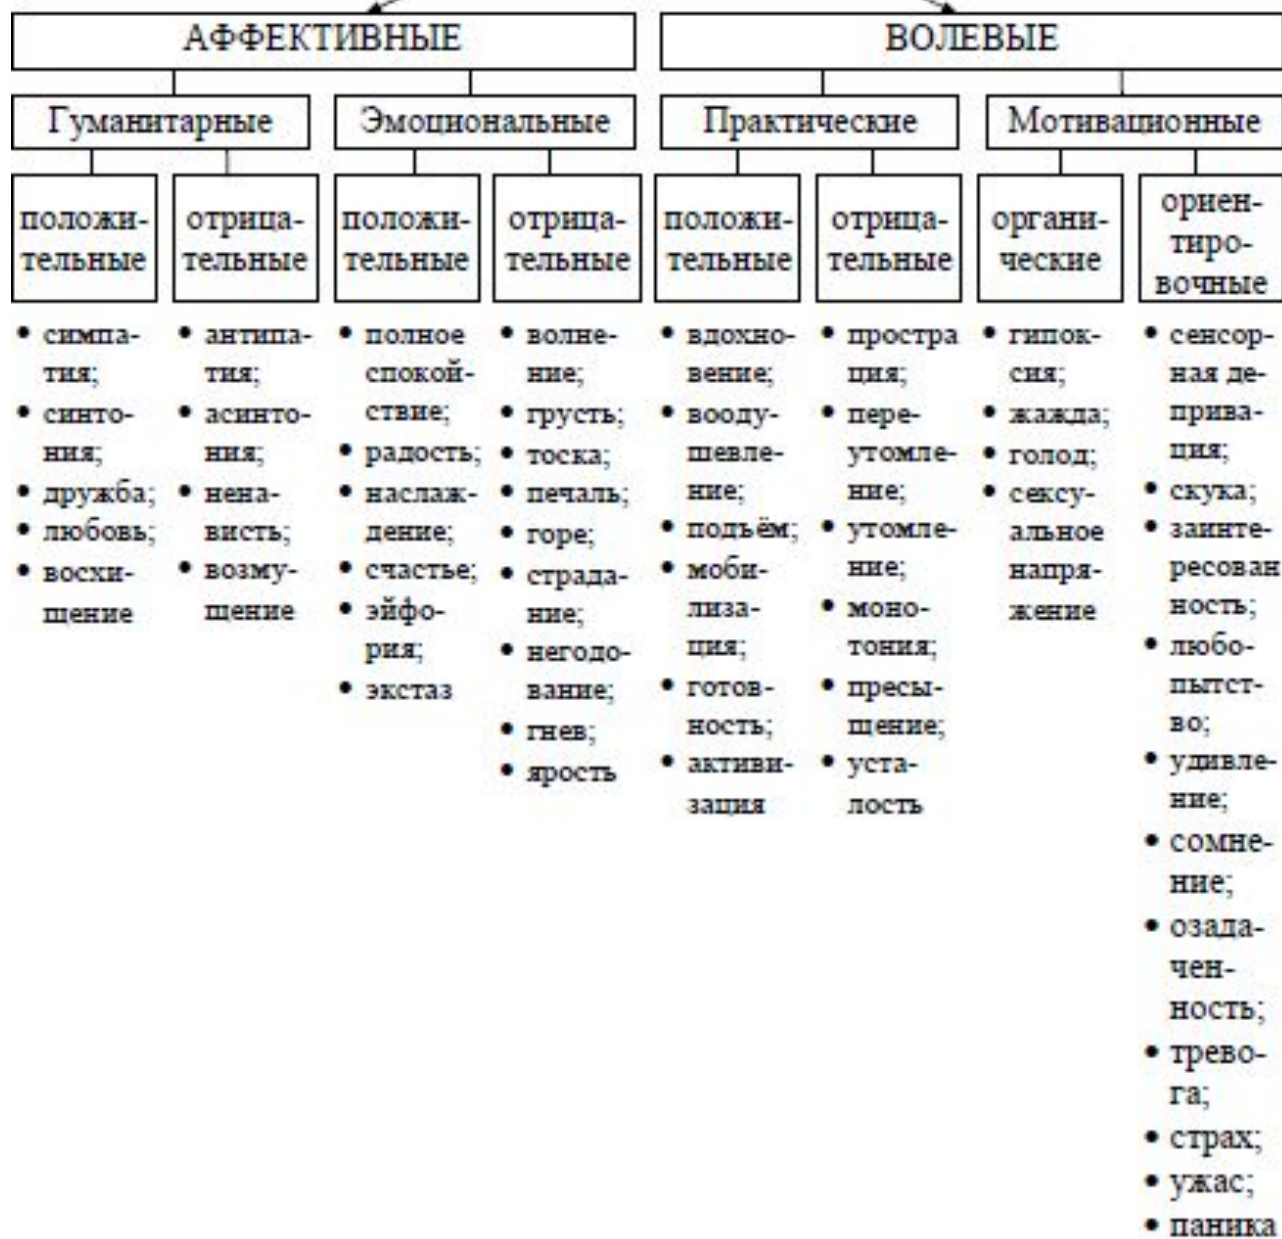 АФФЕКТИВНЫЕ
ВОЛЕВЫЕ
Гуманитарные
Эмоциональные
Практические
Мотивационные
положи-
тельные
отрица-
тельные
положи-
тельные
отрица-
тельные
положи-
тельные
отрица-
тельные
органи-
ческие
ориен-
тиро-
вочные
• симпа-
тия;
• синто-
ния;
• дружба;
• любовь;
• восхи-
щение
• антипа-
тия;
• асинто-
ния;
• нена-
висть;
• возму-
щение
• полное
спокой-
ствие;
• радость;
• наслаж-
дение;
• счастье;
• эйфо-
рия;
• экстаз
• волне-
ние;
• грусть;
• тоска;
• печаль;
• горе;
• страда-
ние;
• негодо-
вание;
• гнев;
• ярость
• вдохно-
вение;
• вооду-
шевле-
ние;
• подъём;
• моби-
лиза-
ция;
• готов-
ность;
• активи-
зация
• простра
ция;
• пере-
утомле-
ние;
• утомле-
ние;
• моно-
тония;
• пресы-
щение;
• уста-
лость
• гипок-
сия;
• жажда;
• голод;
• сексу-
альное
напря-
жение
• сенсор-
ная де-
прива-
ция;
• скука;
• заинте-
ресован
ность;
• любо-
пытст-
во;
• удивле-
ние;
• сомне-
ние;
• озада-
чен-
ность;
• трево-
га;
• страх;
• ужас;
• паника